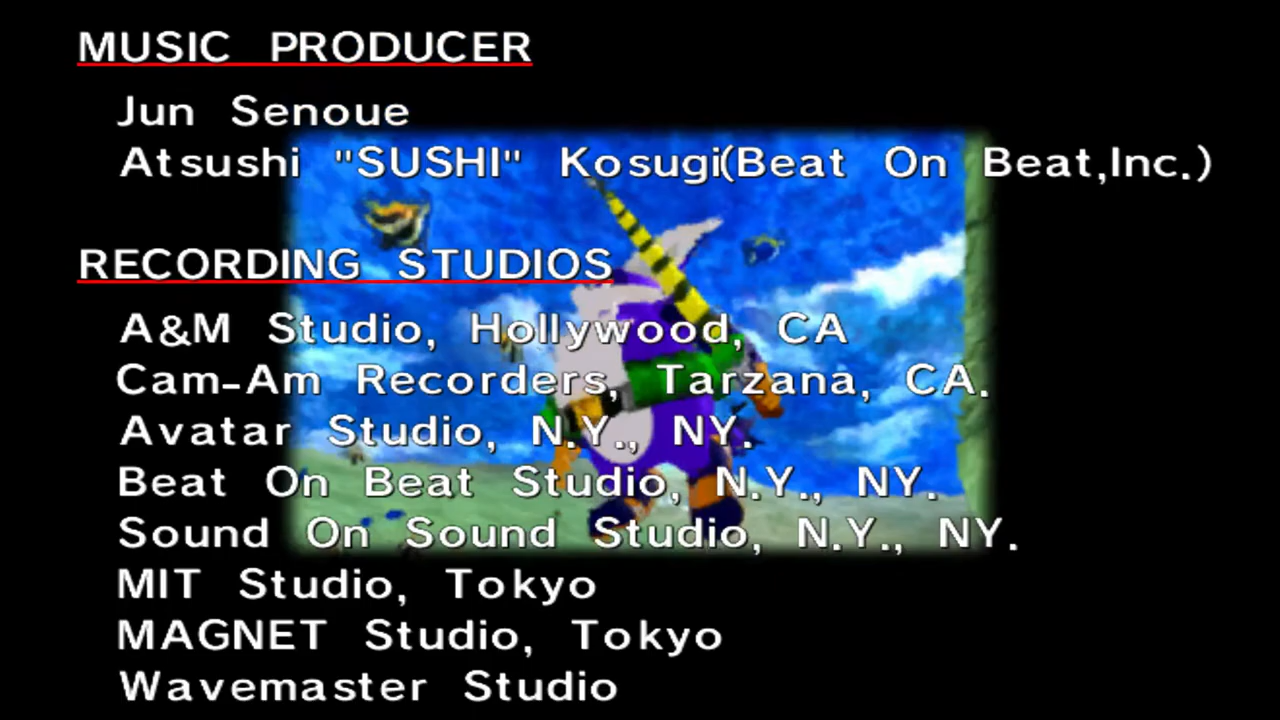 MUSIC PRODUCER
Jun Senoue
Atsushi "SUSHI" Kosugi(Beat On Beat,Inc.)
RECORDING STUDIOS
A&M Studio, Hollywood, CA
Cam-Am Recorders, Tarzana, CA.
Avatar Studio, N.Y., NY.
Beat On Beat Studio, N.Y., NY.
Sound On Sound Studio, N.Y., NY.
MIT Studio, Tokyo
MAGNET Studio, Tokyo
Wavemaster Studio